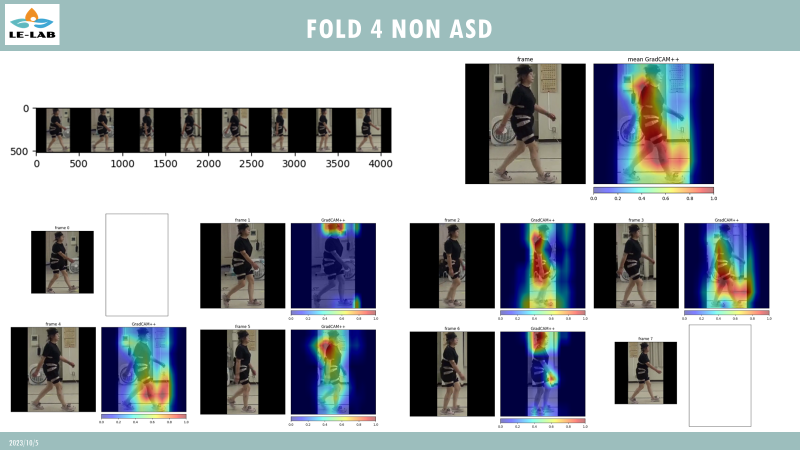 LE-LAB
FOLD 4 NON ASD
frame
mean GradCAM++
0
500
0 500 1000 1500 2000 2500 3000 3500 4000
0.0 0.2 0.4 0.6 0.8 1.0
frame 0
frame 1
GradCAM++
0.0 0.2 0.4 0.6 0.8 1.0
frame 2
GradCAM++
0.0 0.2 0.4 0.6 0.8 1.0
frame 3
GradCAM++
0.0 0.2 0.4 0.6 0.8 1.0
frame 4
GradCAM++
0.0 0.2 0.4 0.6 0.8 1.0
frame 5
GradCAM++
0.0 0.2 0.4 0.6 0.8 1.0
frame 6
GradCAM++
0.0 0.2 0.4 0.6 0.8 1.0
frame 7
2023/10/5